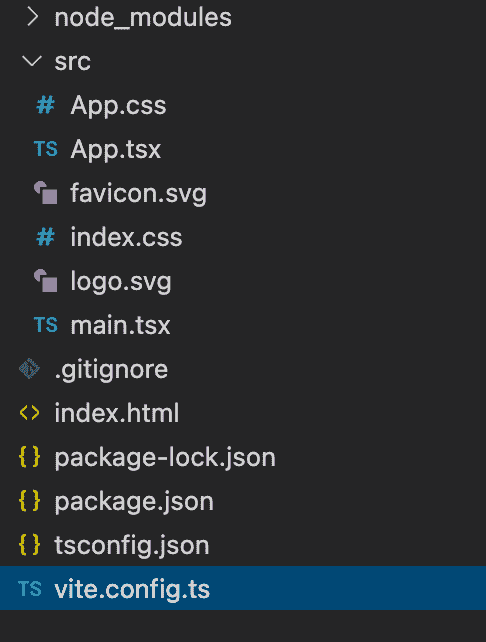 node_modules
src
# App.css
TS App.tsx
favicon.svg
# index.css
logo.svg
TS main.tsx
.gitignore
<> index.html
{} package-lock.json
{} package.json
{} tsconfig.json
TS vite.config.ts